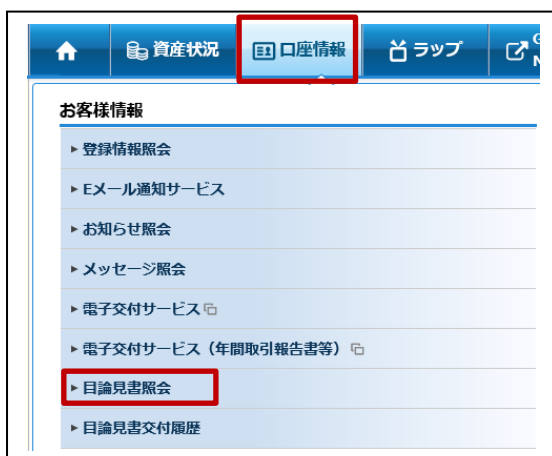 資産状況 口座情報 ラップ
お客様情報
登録情報照会
Eメール通知サービス
お知らせ照会
メッセージ照会
電子交付サービス
電子交付サービス（年間取引報告書等）
目論見書照会
目論見書交付履歴